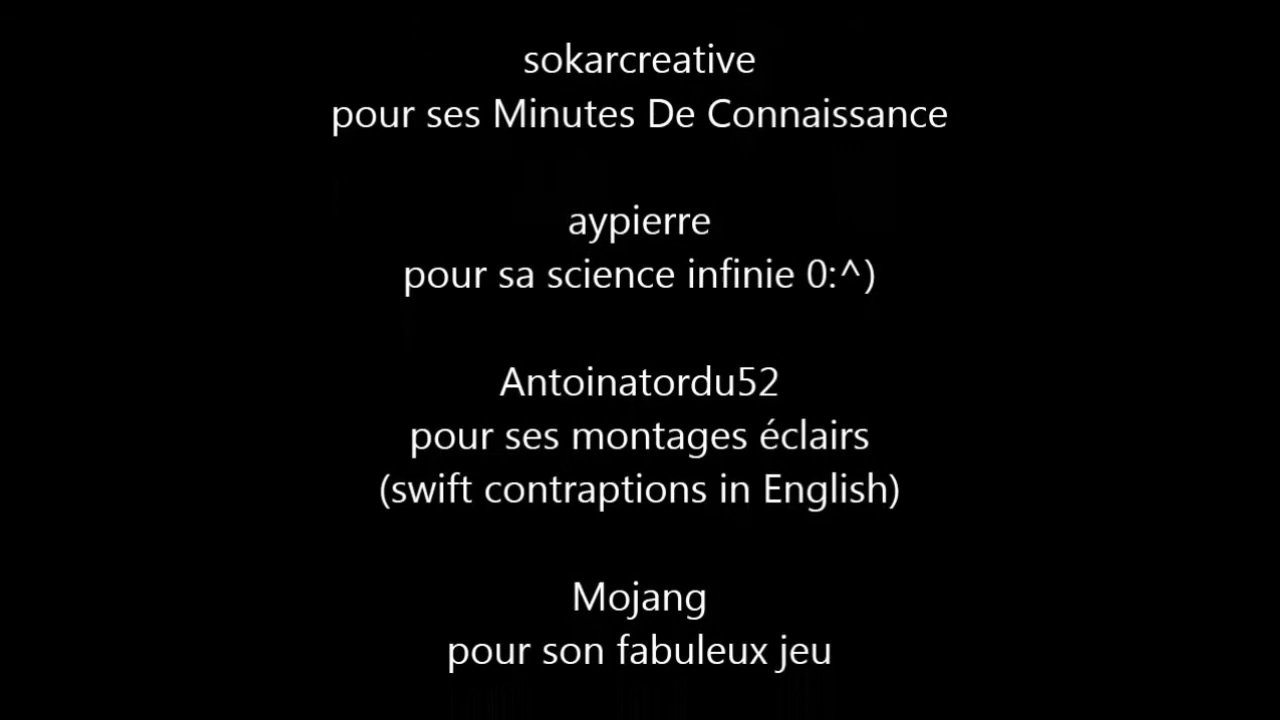 sokarcreative
pour ses Minutes De Connaissance
aypierre
pour sa science infinie 0:^)
Antoinatordu52
pour ses montages éclairs
(swift contraptions in English)
Mojang
pour son fabuleux jeu